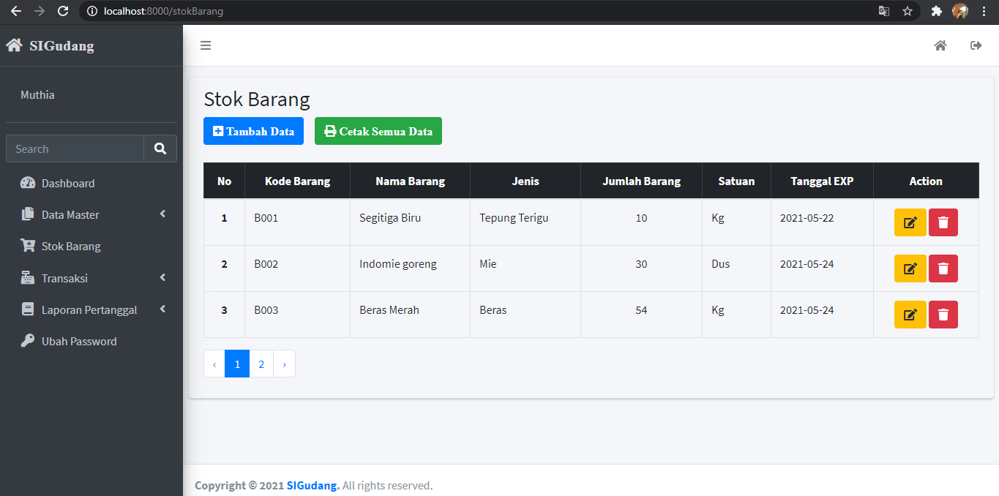 localhost:8000/stokBarang
SIGudang
Muthia
Search
Dashboard
Data Master
Stok Barang
Transaksi
Laporan Pertanggal
Ubah Password
Stok Barang
Tambah Data Cetak Semua Data
No Kode Barang Nama Barang Jenis Jumlah Barang Satuan Tanggal EXP Action
1 B001 Segitiga Biru Tepung Terigu 10 Kg 2021-05-22
2 B002 Indomie goreng Mie 30 Dus 2021-05-24
3 B003 Beras Merah Beras 54 Kg 2021-05-24
‹ 1 2 ›
Copyright © 2021 SIGudang. All rights reserved.